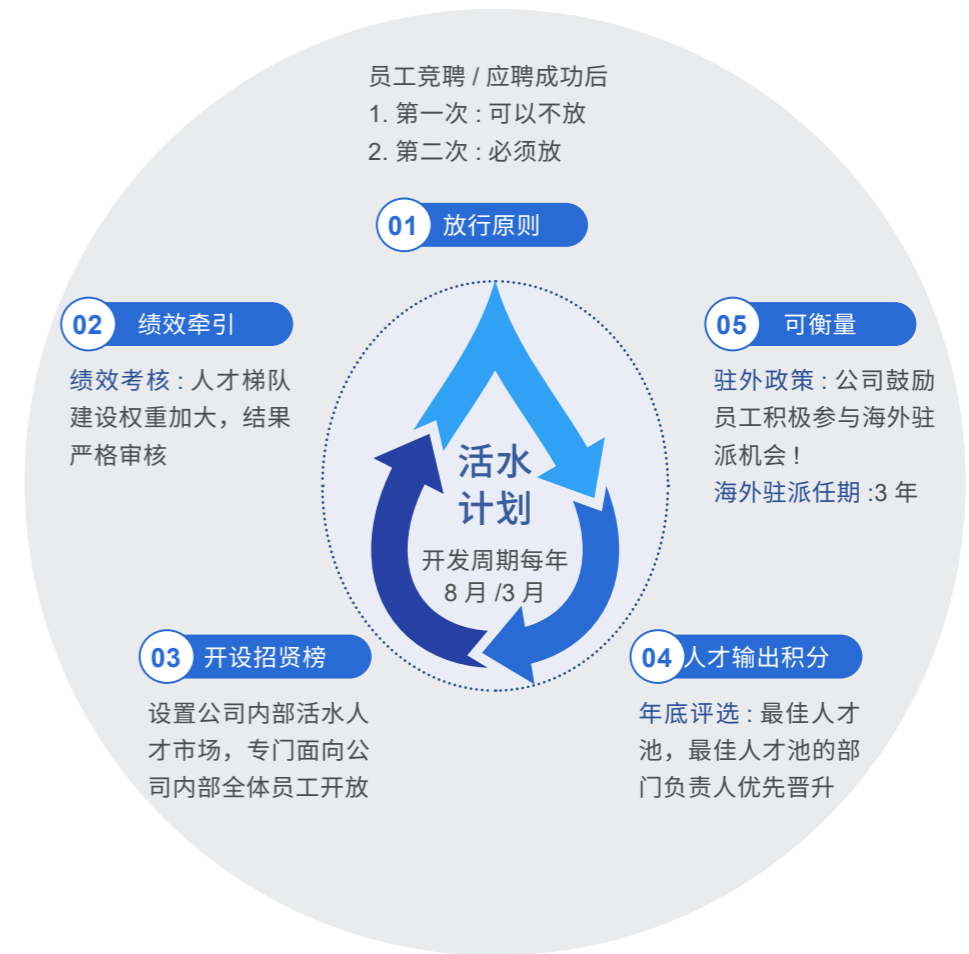 员工竞聘 / 应聘成功后
1. 第一次 : 可以不放
2. 第二次 : 必须放
01 放行原则
02 绩效牵引
绩效考核 : 人才梯队
建设权重加大，结果
严格审核
05 可衡量
驻外政策 : 公司鼓励
员工积极参与海外驻
派机会 !
海外驻派任期 :3 年
活水
计划
开发周期每年
8 月 /3 月
03 开设招贤榜
设置公司内部活水人
才市场，专门面向公
司内部全体员工开放
04 人才输出积分
年底评选 : 最佳人才
池，最佳人才池的部
门负责人优先晋升